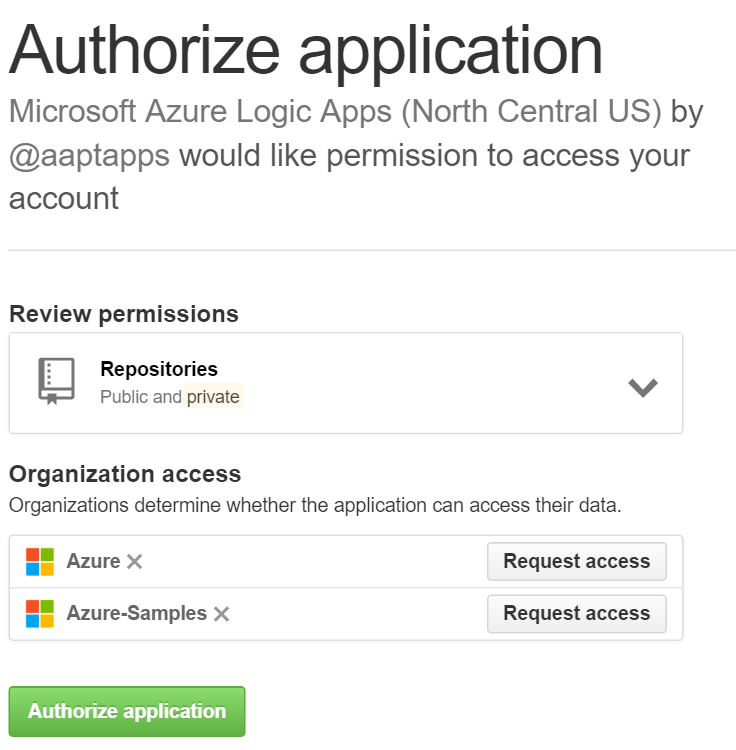 Authorize application
Microsoft Azure Logic Apps (North Central US) by
@aaptapps would like permission to access your
account
Review permissions
Repositories
Public and private
Organization access
Organizations determine whether the application can access their data.
Azure
Request access
Azure-Samples
Request access
Authorize application